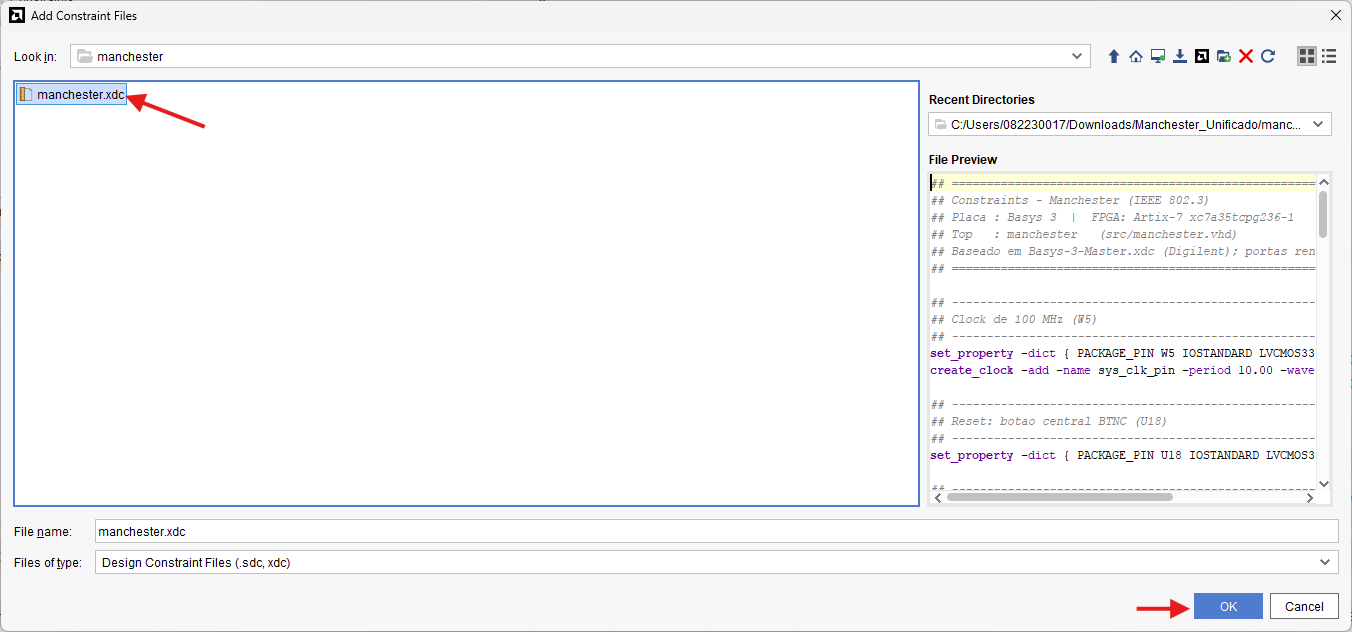 Add Constraint Files
Look in: manchester
manchester.xdc
Recent Directories
C:/Users/082230017/Downloads/Manchester_Unificado/manc...
File Preview
## ====================================================
## Constraints - Manchester (IEEE 802.3)
## Placa : Basys 3 | FPGA: Artix-7 xc7a35tcpg236-1
## Top : manchester (src/manchester.vhd)
## Baseado em Basys-3-Master.xdc (Digilent); portas ren
## ====================================================
## ----------------------------------------------------
## Clock de 100 MHz (W5)
## ----------------------------------------------------
set_property -dict { PACKAGE_PIN W5 IOSTANDARD LVCMOS33
create_clock -add -name sys_clk_pin -period 10.00 -wave
## ----------------------------------------------------
## Reset: botao central BTNC (U18)
## ----------------------------------------------------
set_property -dict { PACKAGE_PIN U18 IOSTANDARD LVCMOS3
## ----------------------------------------------------
File name: manchester.xdc
Files of type: Design Constraint Files (.sdc, xdc)
OK Cancel